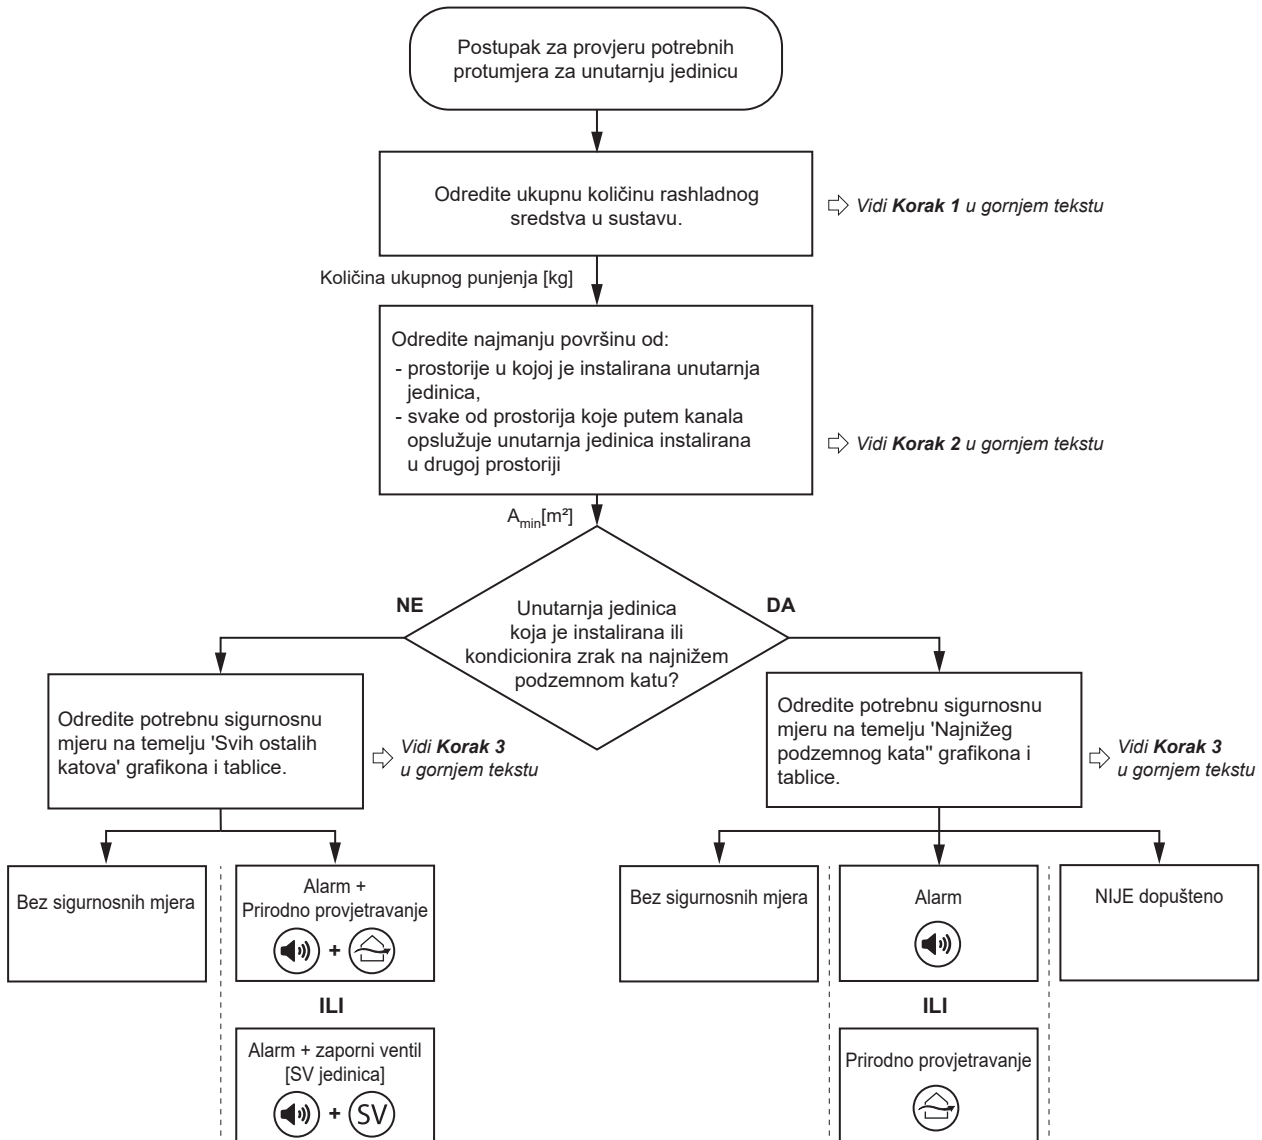 Postupak za provjeru potrebnih
protumjera za unutarnju jedinicu
Odredite ukupnu količinu rashladnog
sredstva u sustavu.
Vidi Korak 1 u gornjem tekstu
Količina ukupnog punjenja [kg]
Odredite najmanju površinu od:
- prostorije u kojoj je instalirana unutarnja
jedinica,
- svake od prostorija koje putem kanala
opslužuje unutarnja jedinica instalirana
u drugoj prostoriji
Vidi Korak 2 u gornjem tekstu
Amin[m²]
NE
DA
Unutarnja jedinica
koja je instalirana ili
kondicionira zrak na najnižem
podzemnom katu?
Odredite potrebnu sigurnosnu
mjeru na temelju 'Svih ostalih
katova' grafikona i tablice.
Vidi Korak 3
u gornjem tekstu
Odredite potrebnu sigurnosnu
mjeru na temelju 'Najnižeg
podzemnog kata" grafikona i
tablice.
Vidi Korak 3
u gornjem tekstu
Bez sigurnosnih mjera
Alarm +
Prirodno provjetravanje
+
ILI
Alarm + zaporni ventil
[SV jedinica]
+ SV
Bez sigurnosnih mjera
Alarm
ILI
Prirodno provjetravanje
NIJE dopušteno